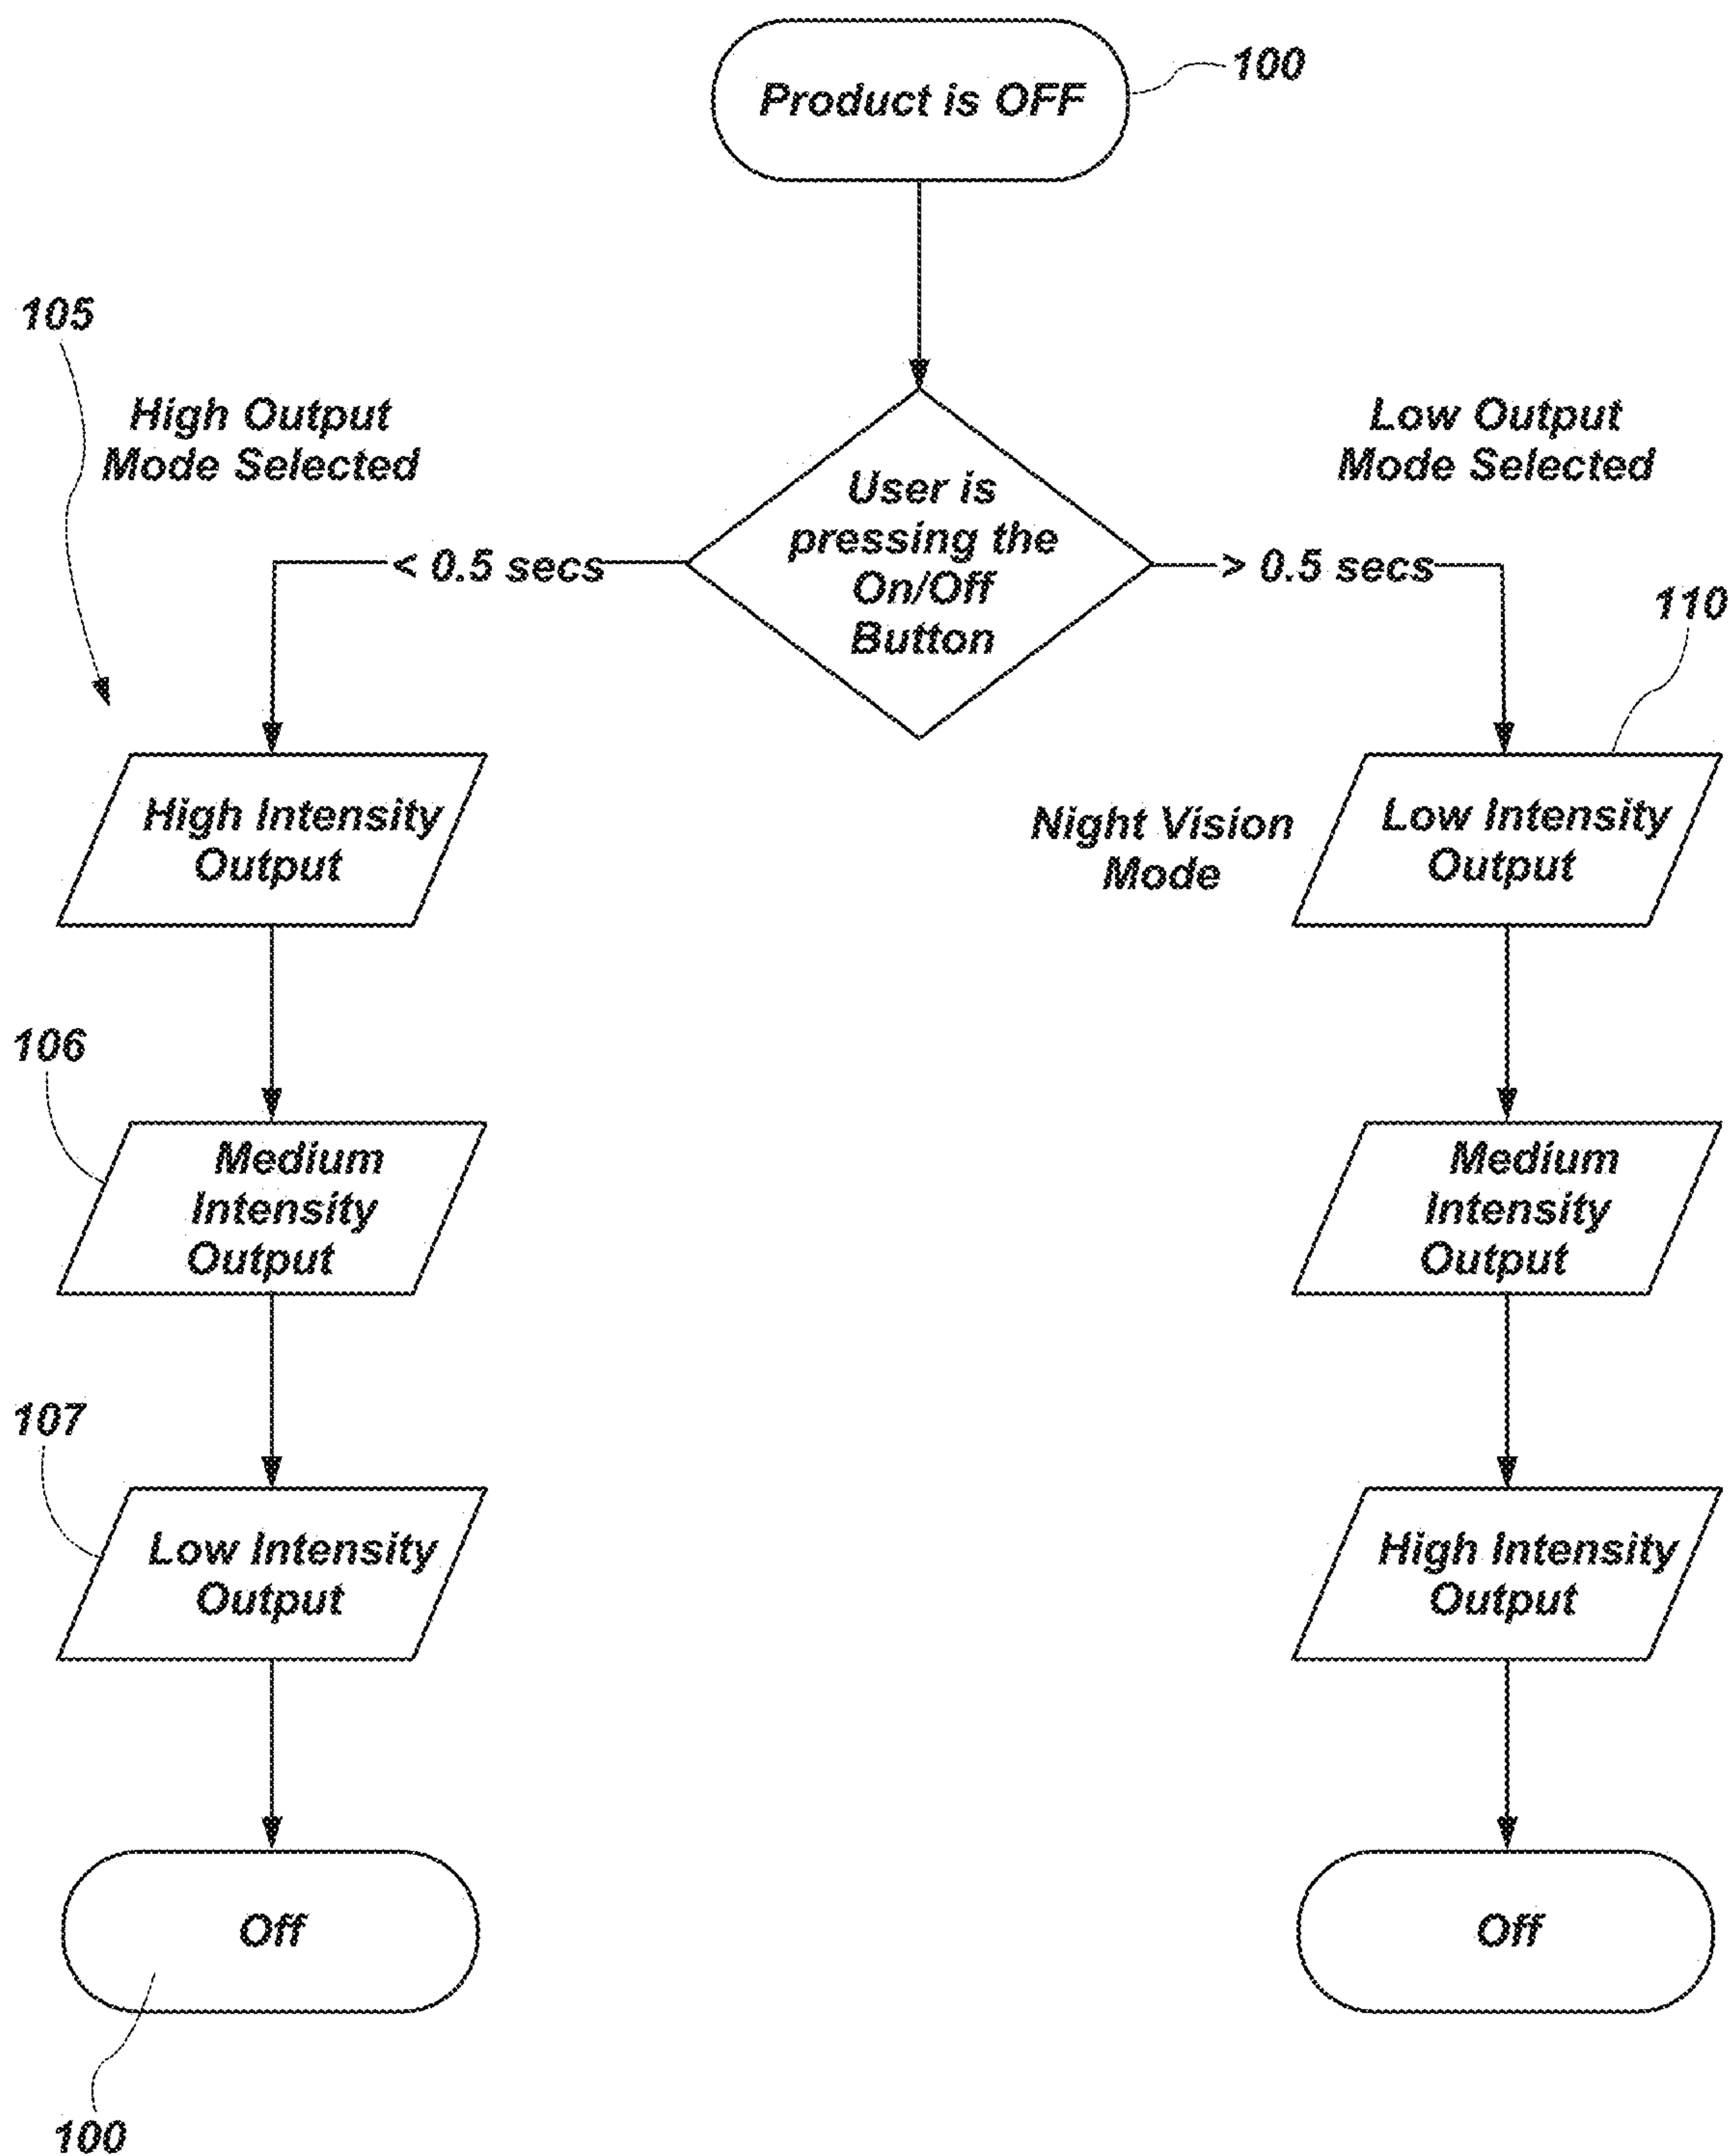 Product is OFF
100
105
High Output
Mode Selected
Low Output
Mode Selected
User is
pressing the
On/Off
Button
< 0.5 secs
> 0.5 secs
110
High Intensity
Output
Night Vision
Mode
Low Intensity
Output
106
Medium
Intensity
Output
Medium
Intensity
Output
107
Low Intensity
Output
High Intensity
Output
Off
Off
100